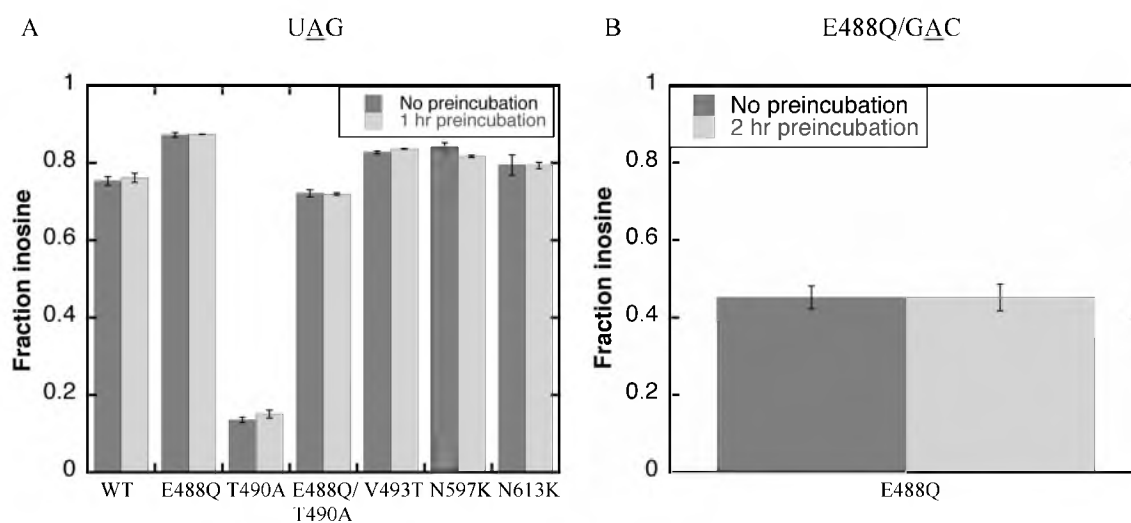 A
UAG
Fraction inosine
1
0.8
0.6
0.4
0.2
0
No preincubation
1 hr preincubation
WT
E488Q
T490A
E488Q/
T490A
V493T
N597K
N613K
B
E488Q/GAC
Fraction inosine
1
0.8
0.6
0.4
0.2
0
No preincubation
2 hr preincubation
E488Q